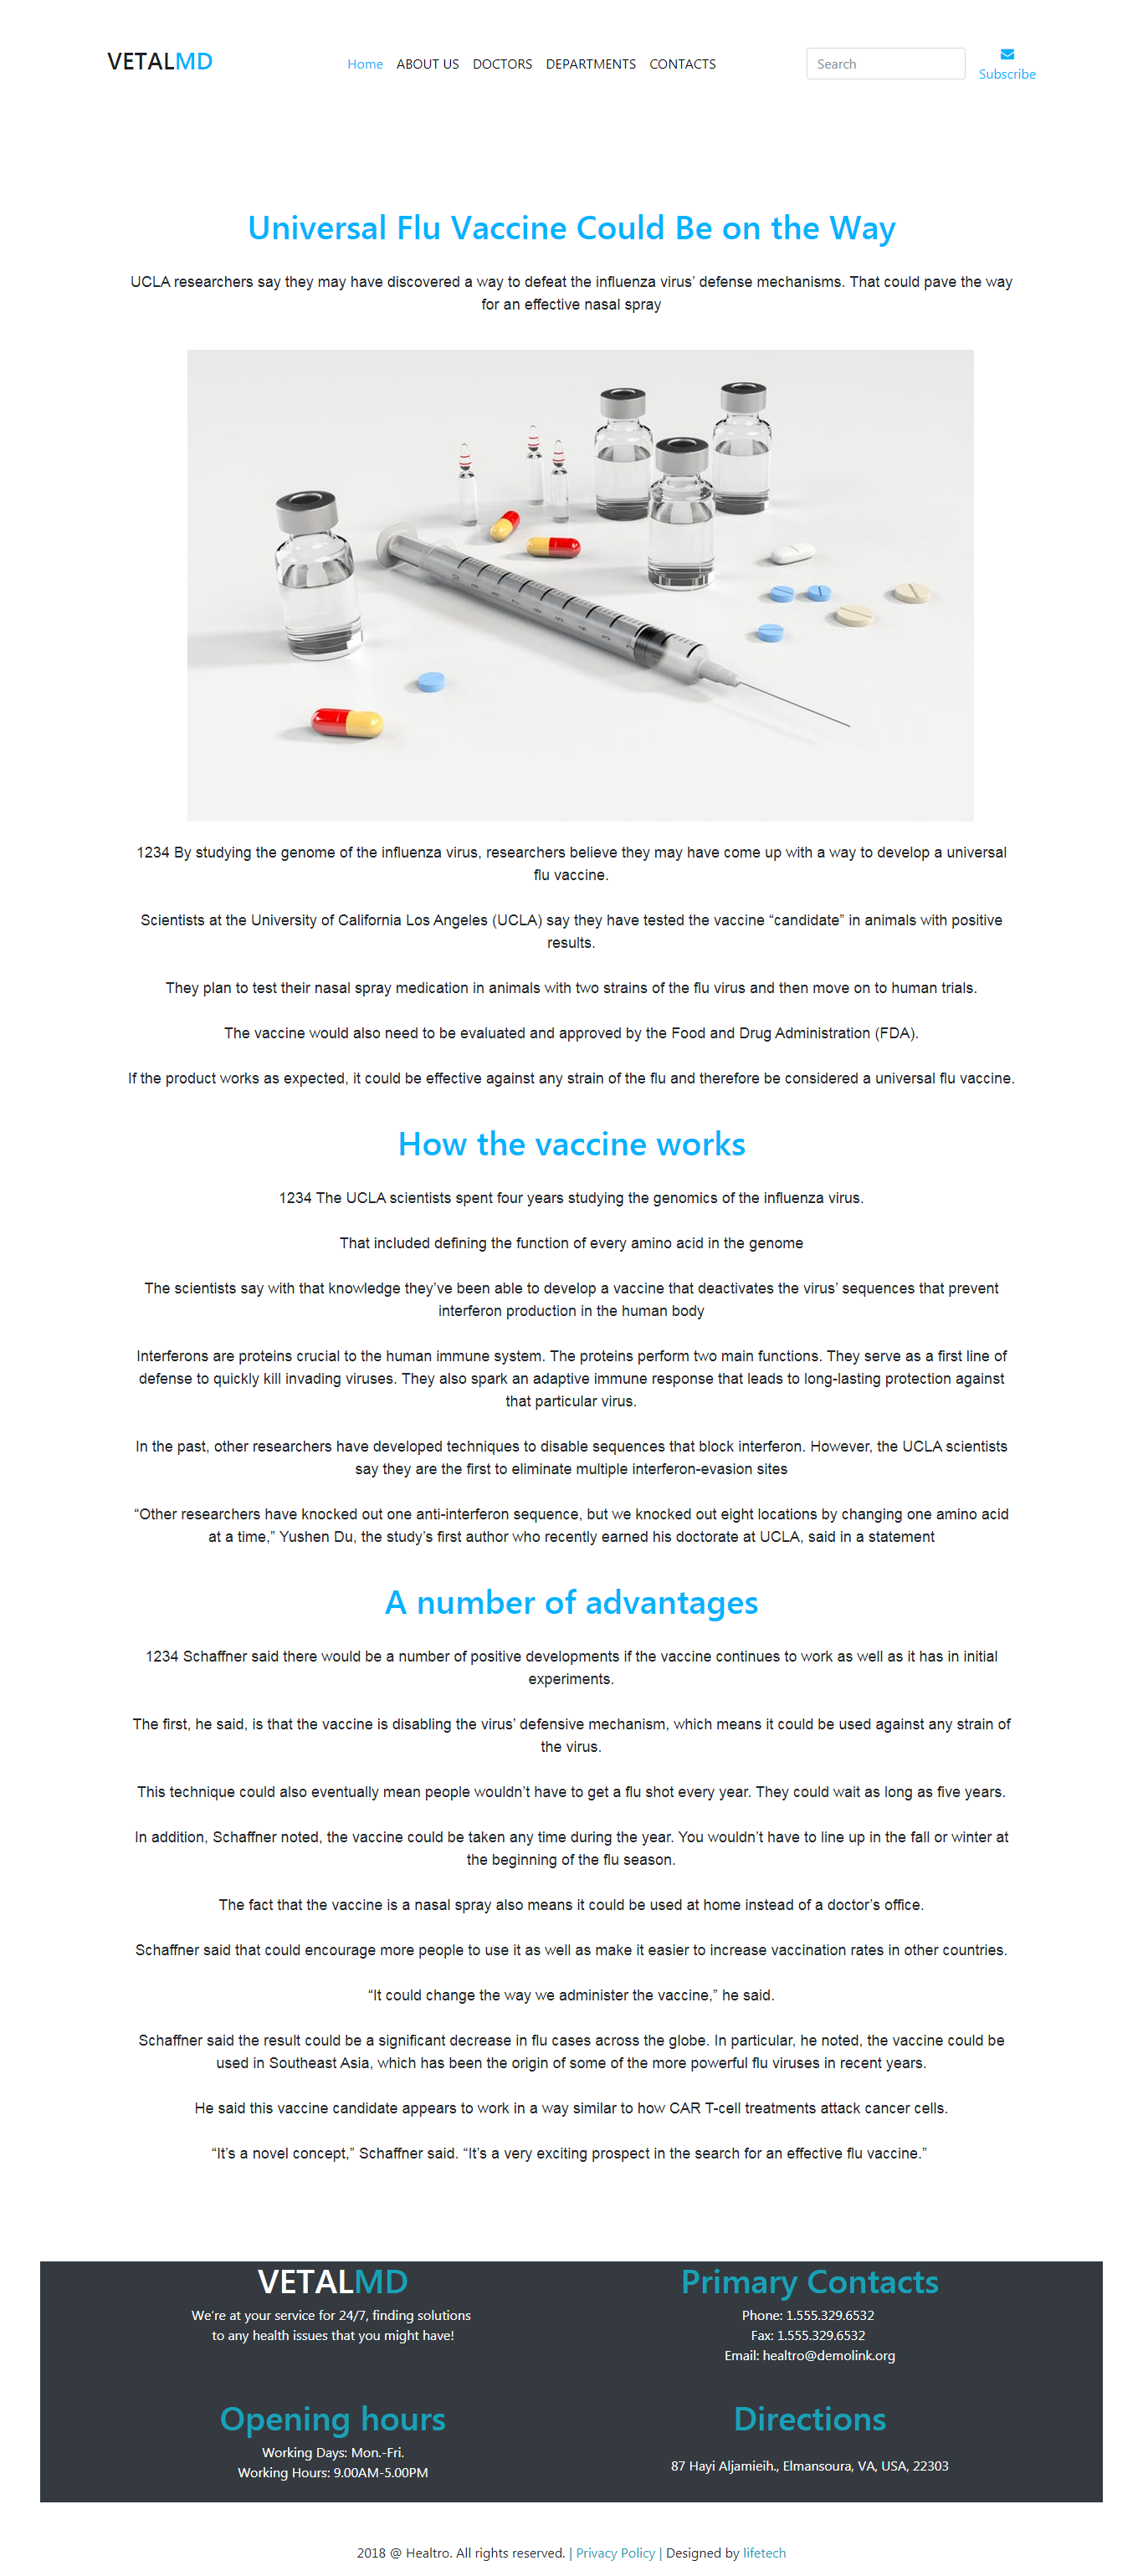 VETALMD
Home ABOUT US DOCTORS DEPARTMENTS CONTACTS
Search
Subscribe
Universal Flu Vaccine Could Be on the Way
UCLA researchers say they may have discovered a way to defeat the influenza virus’ defense mechanisms. That could pave the way
for an effective nasal spray
1234 By studying the genome of the influenza virus, researchers believe they may have come up with a way to develop a universal
flu vaccine.
Scientists at the University of California Los Angeles (UCLA) say they have tested the vaccine “candidate” in animals with positive
results.
They plan to test their nasal spray medication in animals with two strains of the flu virus and then move on to human trials.
The vaccine would also need to be evaluated and approved by the Food and Drug Administration (FDA).
If the product works as expected, it could be effective against any strain of the flu and therefore be considered a universal flu vaccine.
How the vaccine works
1234 The UCLA scientists spent four years studying the genomics of the influenza virus.
That included defining the function of every amino acid in the genome
The scientists say with that knowledge they’ve been able to develop a vaccine that deactivates the virus’ sequences that prevent
interferon production in the human body
Interferons are proteins crucial to the human immune system. The proteins perform two main functions. They serve as a first line of
defense to quickly kill invading viruses. They also spark an adaptive immune response that leads to long-lasting protection against
that particular virus.
In the past, other researchers have developed techniques to disable sequences that block interferon. However, the UCLA scientists
say they are the first to eliminate multiple interferon-evasion sites
“Other researchers have knocked out one anti-interferon sequence, but we knocked out eight locations by changing one amino acid
at a time,” Yushen Du, the study’s first author who recently earned his doctorate at UCLA, said in a statement
A number of advantages
1234 Schaffner said there would be a number of positive developments if the vaccine continues to work as well as it has in initial
experiments.
The first, he said, is that the vaccine is disabling the virus’ defensive mechanism, which means it could be used against any strain of
the virus.
This technique could also eventually mean people wouldn’t have to get a flu shot every year. They could wait as long as five years.
In addition, Schaffner noted, the vaccine could be taken any time during the year. You wouldn’t have to line up in the fall or winter at
the beginning of the flu season.
The fact that the vaccine is a nasal spray also means it could be used at home instead of a doctor’s office.
Schaffner said that could encourage more people to use it as well as make it easier to increase vaccination rates in other countries.
“It could change the way we administer the vaccine,” he said.
Schaffner said the result could be a significant decrease in flu cases across the globe. In particular, he noted, the vaccine could be
used in Southeast Asia, which has been the origin of some of the more powerful flu viruses in recent years.
He said this vaccine candidate appears to work in a way similar to how CAR T-cell treatments attack cancer cells.
“It’s a novel concept,” Schaffner said. “It’s a very exciting prospect in the search for an effective flu vaccine.”
VETALMD
We’re at your service for 24/7, finding solutions
to any health issues that you might have!
Primary Contacts
Phone: 1.555.329.6532
Fax: 1.555.329.6532
Email: healtro@demolink.org
Opening hours
Working Days: Mon.-Fri.
Working Hours: 9.00AM-5.00PM
Directions
87 Hayi Aljamieih., Elmansoura, VA, USA, 22303
2018 @ Healtro. All rights reserved. | Privacy Policy | Designed by lifetech